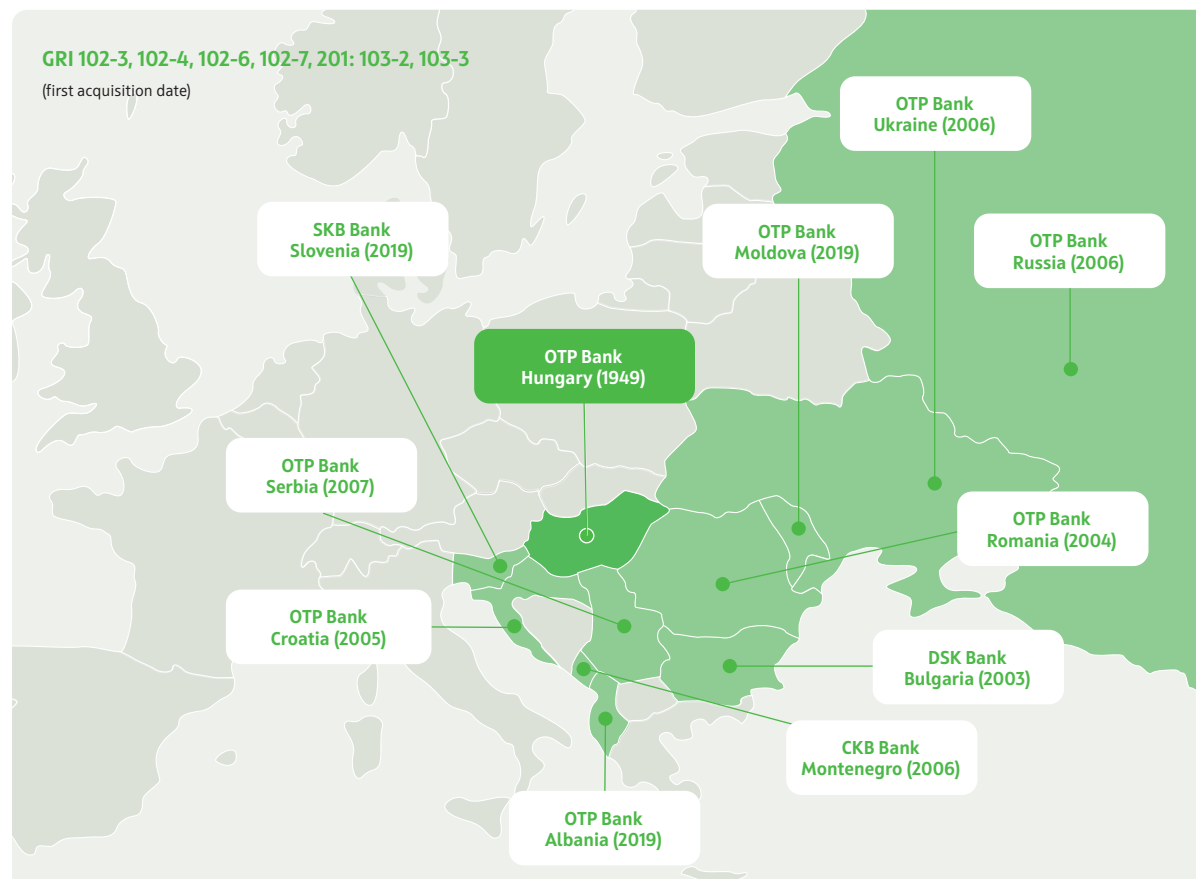 GRI 102-3, 102-4, 102-6, 102-7, 201: 103-2, 103-3
(first acquisition date)
OTP Bank
Ukraine (2006)
SKB Bank
Slovenia (2019)
OTP Bank
Moldova (2019)
OTP Bank
Russia (2006)
OTP Bank
Hungary (1949)
OTP Bank
Serbia (2007)
OTP Bank
Romania (2004)
OTP Bank
Croatia (2005)
DSK Bank
Bulgaria (2003)
CKB Bank
Montenegro (2006)
OTP Bank
Albania (2019)